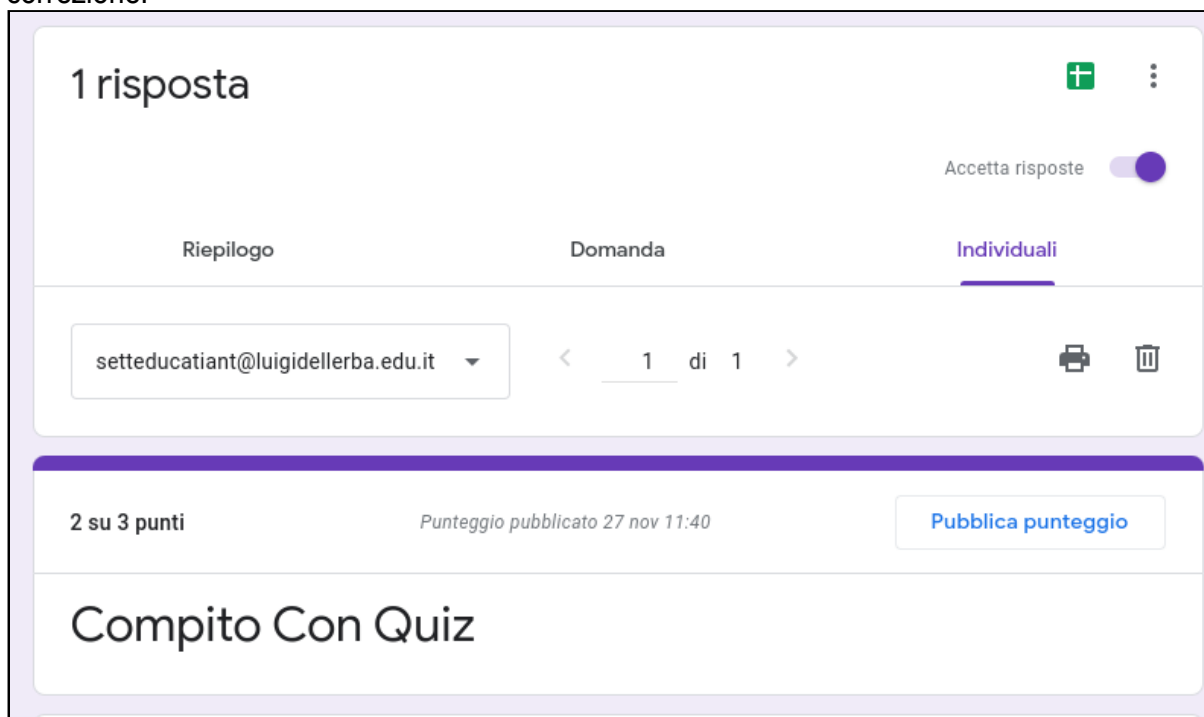 1 risposta
Accetta risposte
Riepilogo Domanda Individuali
setteducatiant@luigidellerba.edu.it 1 di 1
2 su 3 punti Punteggio pubblicato 27 nov 11:40 Pubblica punteggio
Compito Con Quiz